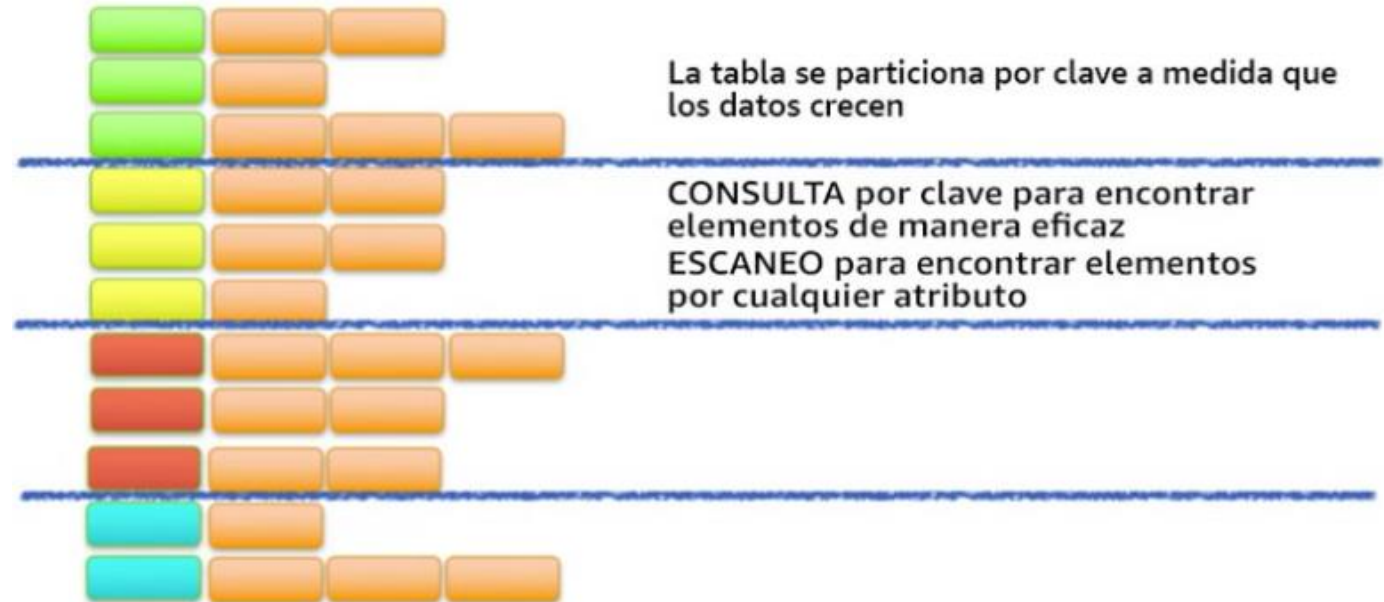 La tabla se particiona por clave a medida que
los datos crecen
CONSULTA por clave para encontrar
elementos de manera eficaz
ESCANEO para encontrar elementos
por cualquier atributo